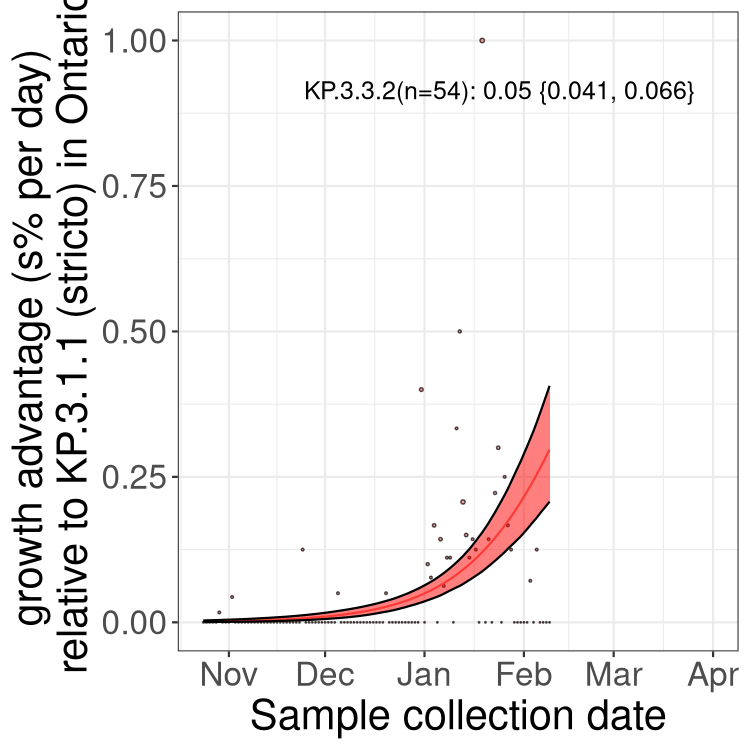 growth advantage (s% per day)
relative to KP.3.1.1 (stricto) in Ontario
1.00
0.75
0.50
0.25
0.00
KP.3.3.2(n=54): 0.05 {0.041, 0.066}
Nov Dec Jan Feb Mar Apr
Sample collection date